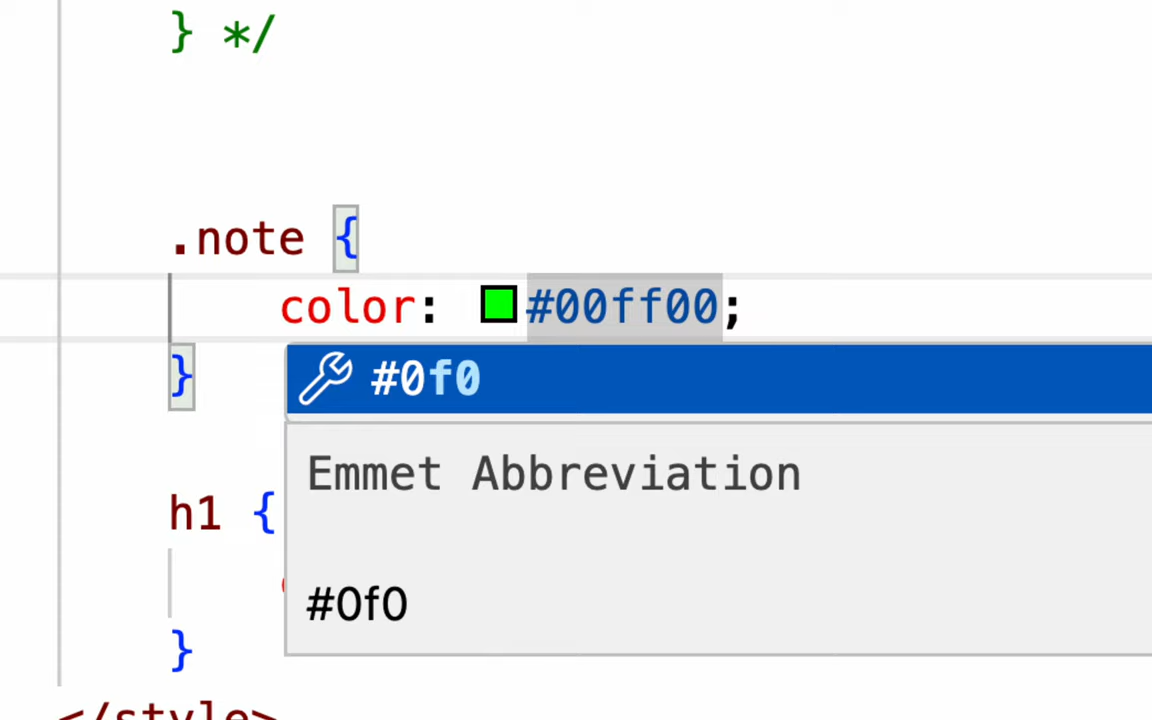 } */
.note {
color: #00ff00;
#0f0
}
Emmet Abbreviation
h1 {
#0f0
}
</style>